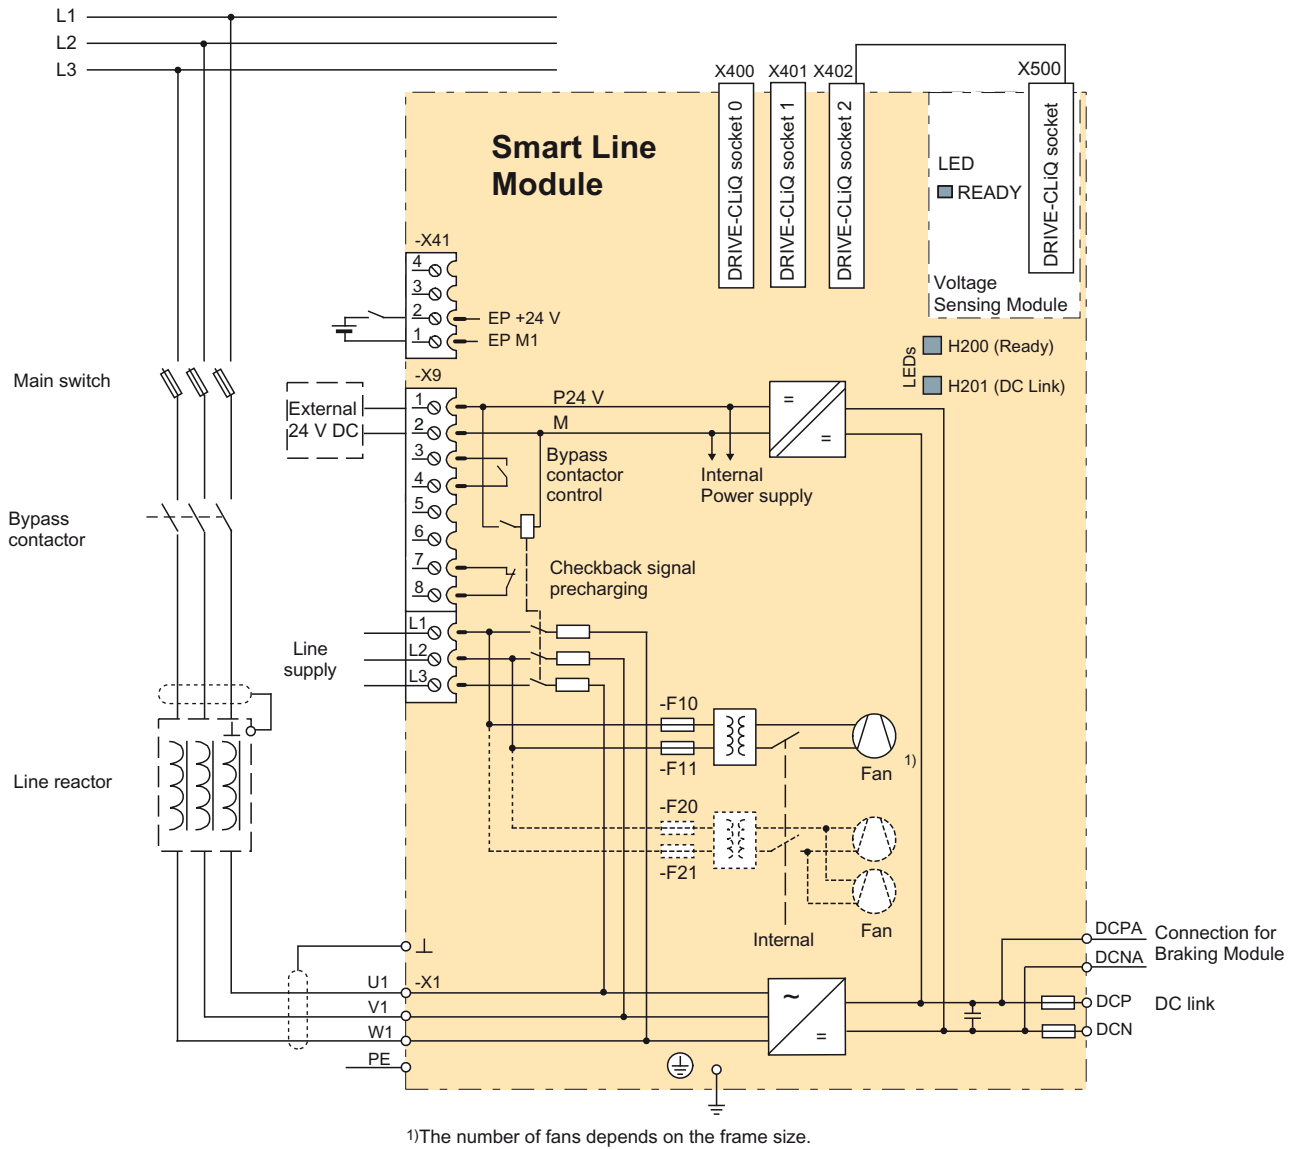 L1
L2
L3
X400
X401
X402
X500
DRIVE-CLiQ socket 0
DRIVE-CLiQ socket 1
DRIVE-CLiQ socket 2
DRIVE-CLiQ socket
Smart Line
Module
LED
READY
Voltage
Sensing Module
-X41
4
3
2
1
EP +24 V
EP M1
LEDs
H200 (Ready)
H201 (DC Link)
Main switch
-X9
External
24 V DC
1
2
3
4
5
6
7
8
P24 V
M
=
=
Bypass
contactor
control
Internal
Power supply
Bypass
contactor
Checkback signal
precharging
Line
supply
L1
L2
L3
-F10
-F11
Fan
1)
Line reactor
-F20
-F21
Fan
Internal
DCPA
DCNA
Connection for
Braking Module
U1
-X1
V1
W1
PE
~
=
DCP
DCN
DC link
1)The number of fans depends on the frame size.